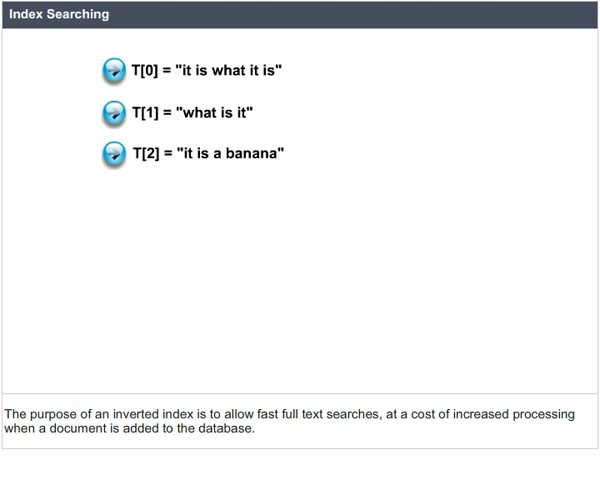 Index Searching
T[0] = "it is what it is"
T[1] = "what is it"
T[2] = "it is a banana"
The purpose of an inverted index is to allow fast full text searches, at a cost of increased processing
when a document is added to the database.